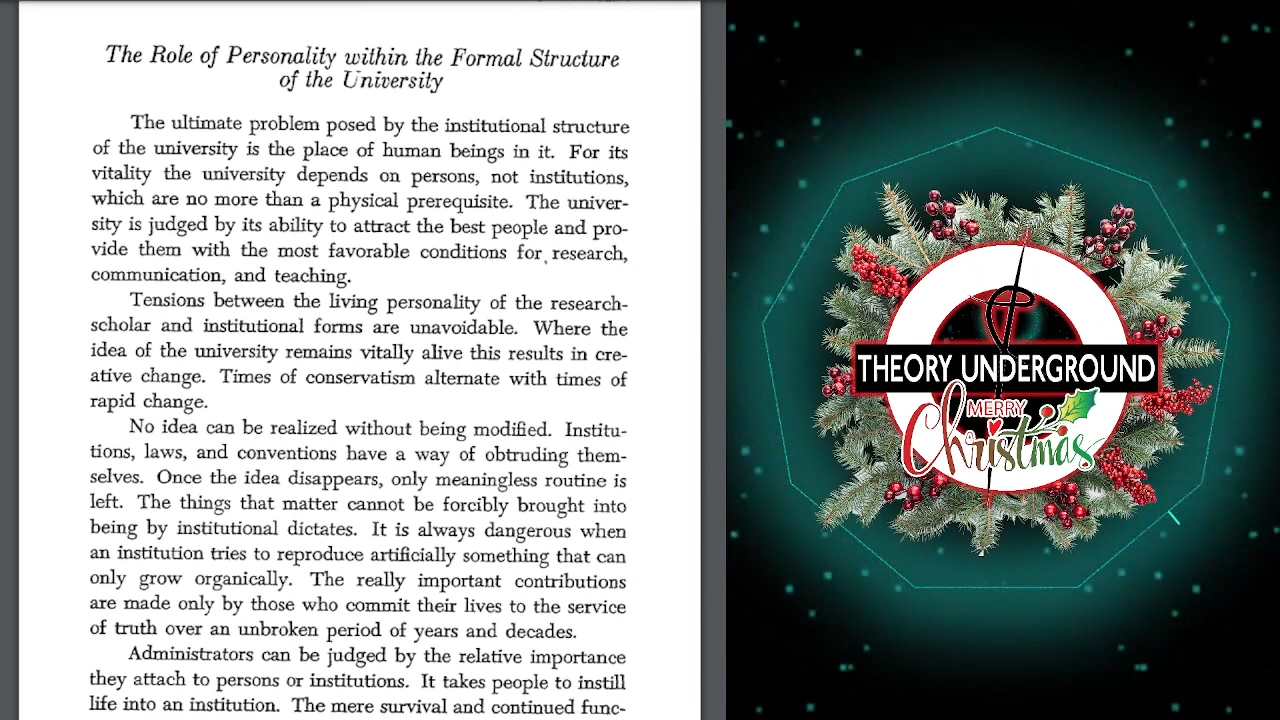 The Role of Personality within the Formal Structure
of the University
The ultimate problem posed by the institutional structure
of the university is the place of human beings in it. For its
vitality the university depends on persons, not institutions,
which are no more than a physical prerequisite. The univer-
sity is judged by its ability to attract the best people and pro-
vide them with the most favorable conditions for research,
communication, and teaching.
Tensions between the living personality of the research-
scholar and institutional forms are unavoidable. Where the
idea of the university remains vitally alive this results in cre-
ative change. Times of conservatism alternate with times of
rapid change.
No idea can be realized without being modified. Institu-
tions, laws, and conventions have a way of obtruding them-
selves. Once the idea disappears, only meaningless routine is
left. The things that matter cannot be forcibly brought into
being by institutional dictates. It is always dangerous when
an institution tries to reproduce artificially something that can
only grow organically. The really important contributions
are made only by those who commit their lives to the service
of truth over an unbroken period of years and decades.
Administrators can be judged by the relative importance
they attach to persons or institutions. It takes people to instill
life into an institution. The mere survival and continued func-
THEORY UNDERGROUND
MERRY
Christmas